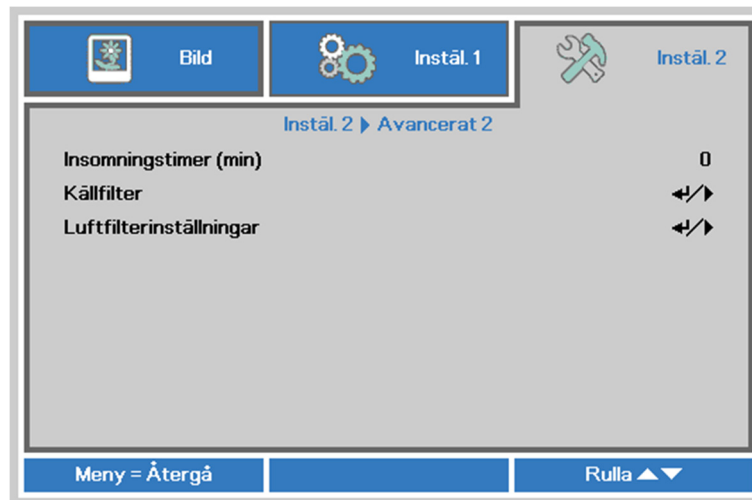 Bild
Instäl. 1
Instäl. 2
Instäl. 2 Avancerat 2
Insomningstimer (min) 0
Källfilter
Luftfilterinställningar
Meny = Återgå
Rulla